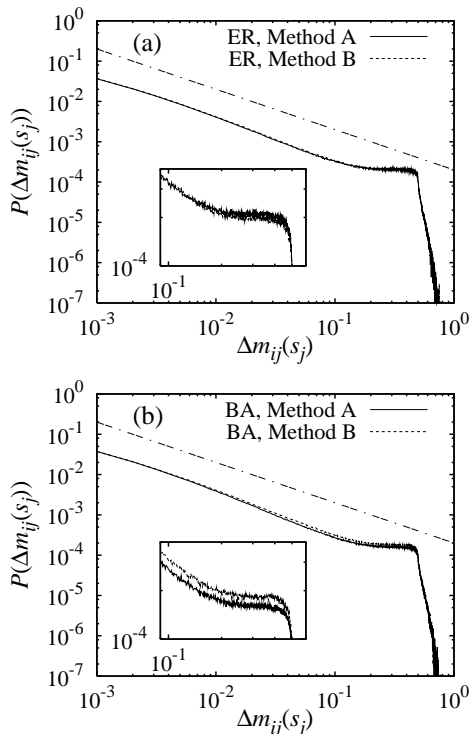 (a)
ER, Method A
ER, Method B
10^0
10^-1
10^-2
10^-3
10^-4
10^-5
10^-6
10^-7
P(Δm_ij(s_j))
10^-4
10^-1
10^-3 10^-2 10^-1 10^0
Δm_ij(s_j)
(b)
BA, Method A
BA, Method B
10^0
10^-1
10^-2
10^-3
10^-4
10^-5
10^-6
10^-7
P(Δm_ij(s_j))
10^-4
10^-1
10^-3 10^-2 10^-1 10^0
Δm_ij(s_j)